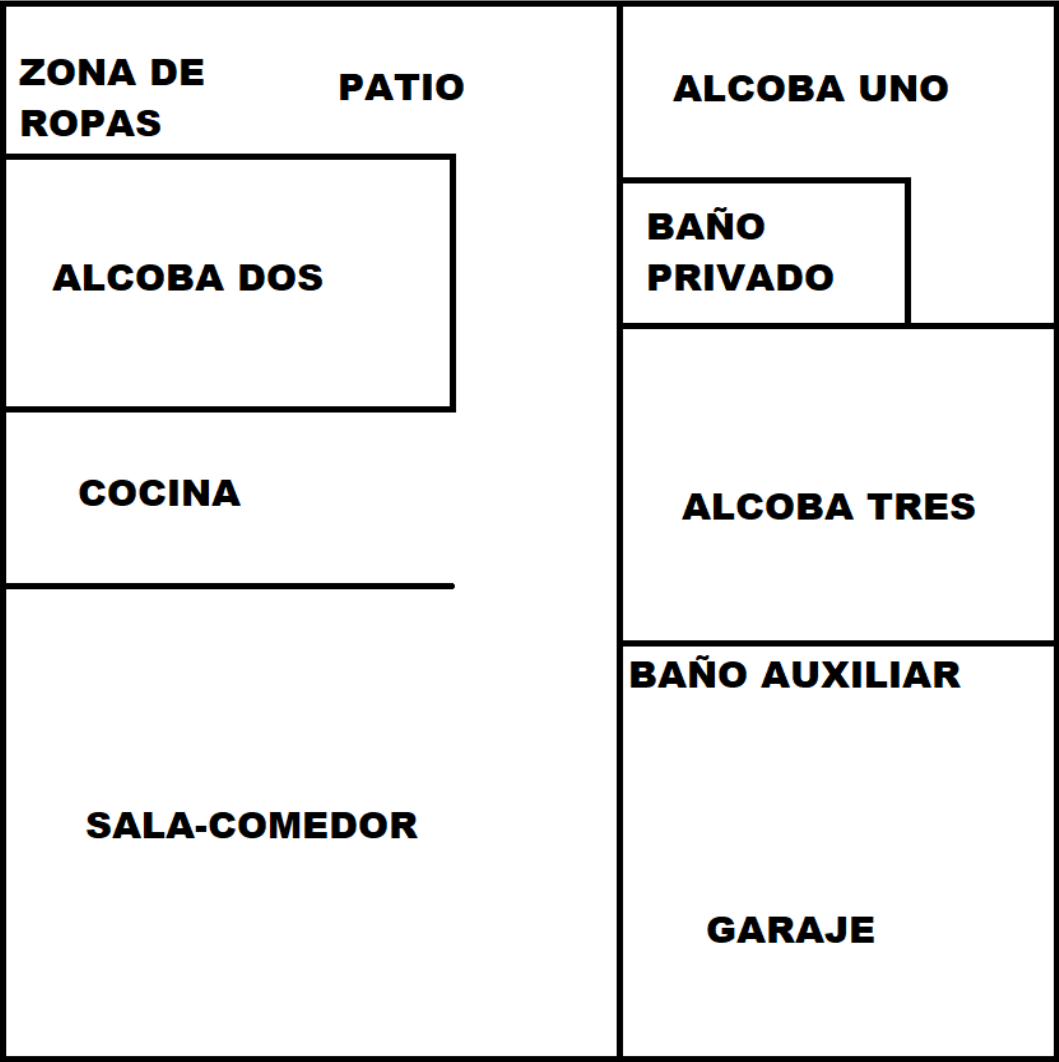 ZONA DE
ROPAS
PATIO
ALCOBA UNO
BAÑO
PRIVADO
ALCOBA DOS
COCINA
ALCOBA TRES
BAÑO AUXILIAR
SALA-COMEDOR
GARAJE